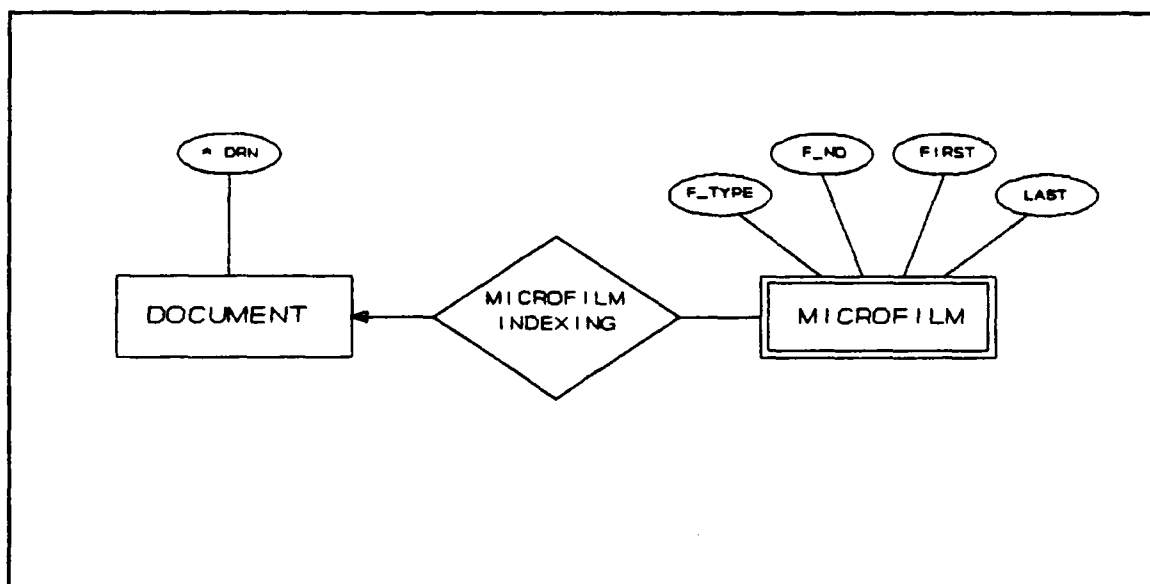 * DRN
F_NO
FIRST
F_TYPE
LAST
DOCUMENT
MICROFILM
INDEXING
MICROFILM